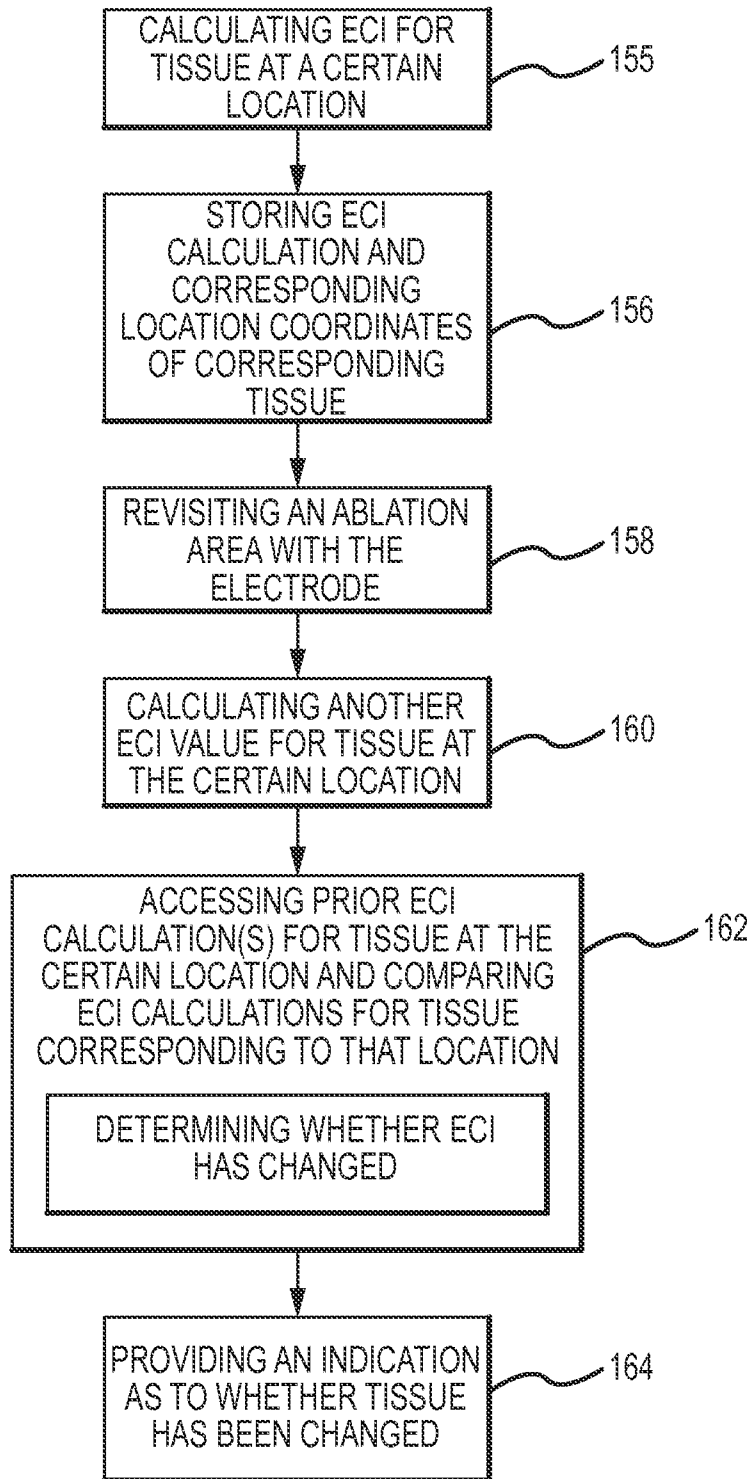 CALCULATING ECI FOR
TISSUE AT A CERTAIN
LOCATION
155
STORING ECI
CALCULATION AND
CORRESPONDING
LOCATION COORDINATES
OF CORRESPONDING
TISSUE
156
REVISITING AN ABLATION
AREA WITH THE
ELECTRODE
158
CALCULATING ANOTHER
ECI VALUE FOR TISSUE AT
THE CERTAIN LOCATION
160
ACCESSING PRIOR ECI
CALCULATION(S) FOR TISSUE AT THE
CERTAIN LOCATION AND COMPARING
ECI CALCULATIONS FOR TISSUE
CORRESPONDING TO THAT LOCATION
162
DETERMINING WHETHER ECI
HAS CHANGED
PROVIDING AN INDICATION
AS TO WHETHER TISSUE
HAS BEEN CHANGED
164